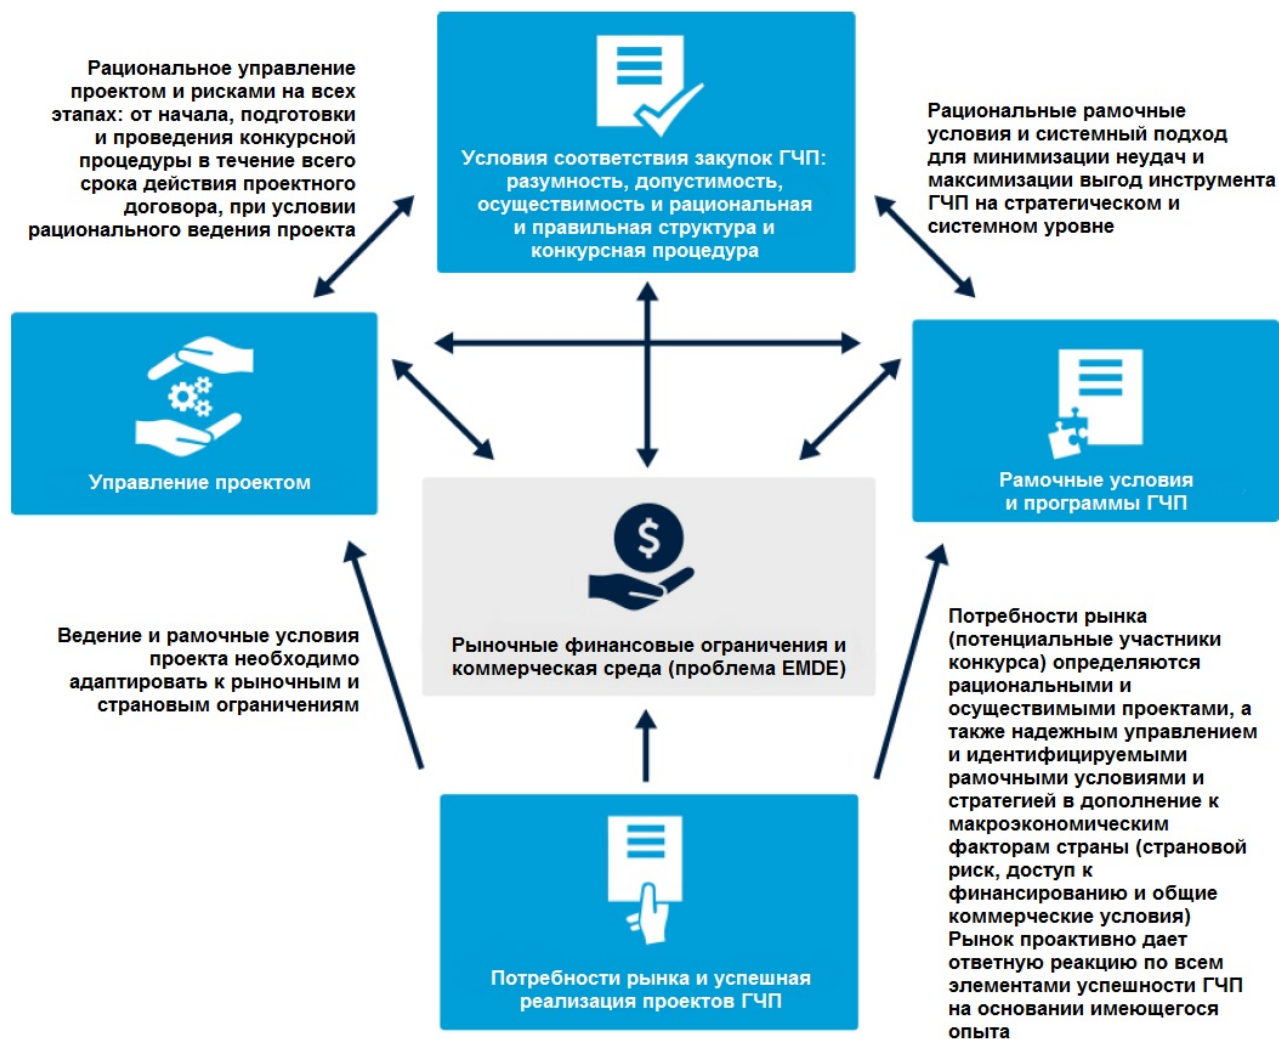 Рациональное управление
проектом и рисками на всех
этапах: от начала, подготовки
и проведения конкурсной
процедуры в течение всего
срока действия проектного
договора, при условии
рационального ведения проекта
Условия соответствия закупок ГЧП:
разумность, допустимость,
осуществимость и рациональная
и правильная структура и
конкурсная процедура
Рациональные рамочные
условия и системный подход
для минимизации неудач и
максимизации выгод инструмента
ГЧП на стратегическом и
системном уровне
Управление проектом
Рамочные условия
и программы ГЧП
$
Рыночные финансовые ограничения и
коммерческая среда (проблема EMDE)
Ведение и рамочные условия
проекта необходимо
адаптировать к рыночным и
страновым ограничениям
Потребности рынка
(потенциальные участники
конкурса) определяются
рациональными и
осуществимыми проектами, а
также надежным управлением
и идентифицируемыми
рамочными условиями и
стратегией в дополнение к
макроэкономическим
факторам страны (страновой
риск, доступ к
финансированию и общие
коммерческие условия)
Рынок проактивно дает
ответную реакцию по всем
элементами успешности ГЧП
на основании имеющегося
опыта
Потребности рынка и успешная
реализация проектов ГЧП